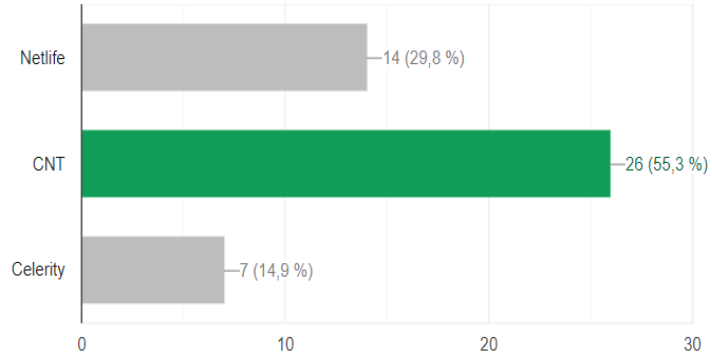 Netlife
14 (29,8 %)
CNT
26 (55,3 %)
Celerity
7 (14,9 %)
0 10 20 30